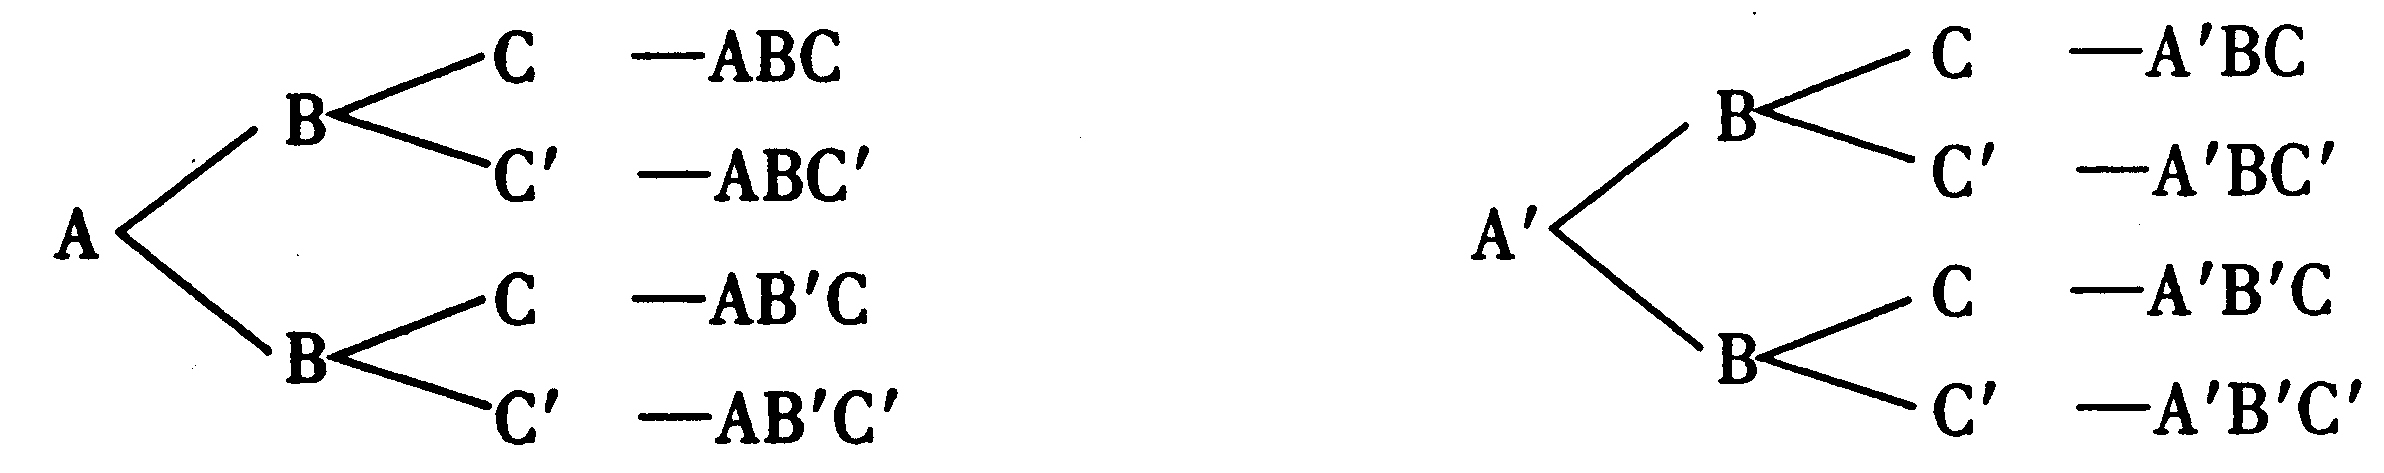 C —ABC
B
C′ —ABC′
A
C —AB′C
B
C′ —AB′C′
C —A′BC
B
C′ —A′BC′
A′
C —A′B′C
B
C′ —A′B′C′